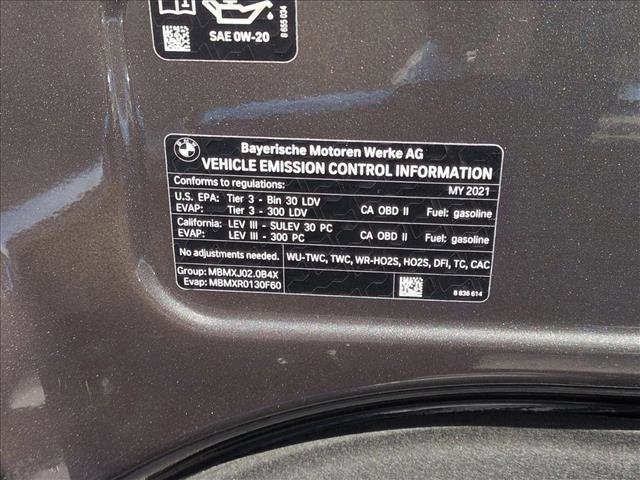 SAE 0W-20
8 655 034
BMW
Bayerische Motoren Werke AG
VEHICLE EMISSION CONTROL INFORMATION
Conforms to regulations: MY 2021
U.S. EPA: Tier 3 - Bin 30 LDV
EVAP: Tier 3 - 300 LDV CA OBD II Fuel: gasoline
California: LEV III - SULEV 30 PC
EVAP: LEV III - 300 PC CA OBD II Fuel: gasoline
No adjustments needed. WU-TWC, TWC, WR-HO2S, HO2S, DFI, TC, CAC
Group: MBMXJ02.0B4X
Evap: MBMXR0130F60
8 836 614